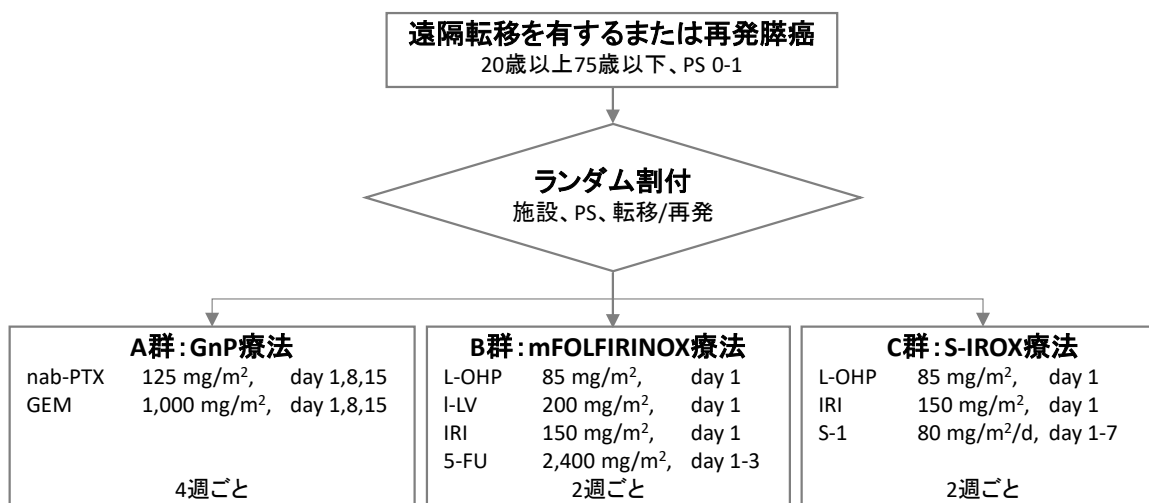 遠隔転移を有するまたは再発膵癌
20歳以上75歳以下、PS 0-1
ランダム割付
施設、PS、転移/再発
A群：GnP療法
nab-PTX 125 mg/m², day 1,8,15
GEM 1,000 mg/m², day 1,8,15
4週ごと
B群：mFOLFIRINOX療法
L-OHP 85 mg/m², day 1
l-LV 200 mg/m², day 1
IRI 150 mg/m², day 1
5-FU 2,400 mg/m², day 1-3
2週ごと
C群：S-IROX療法
L-OHP 85 mg/m², day 1
IRI 150 mg/m², day 1
S-1 80 mg/m²/d, day 1-7
2週ごと